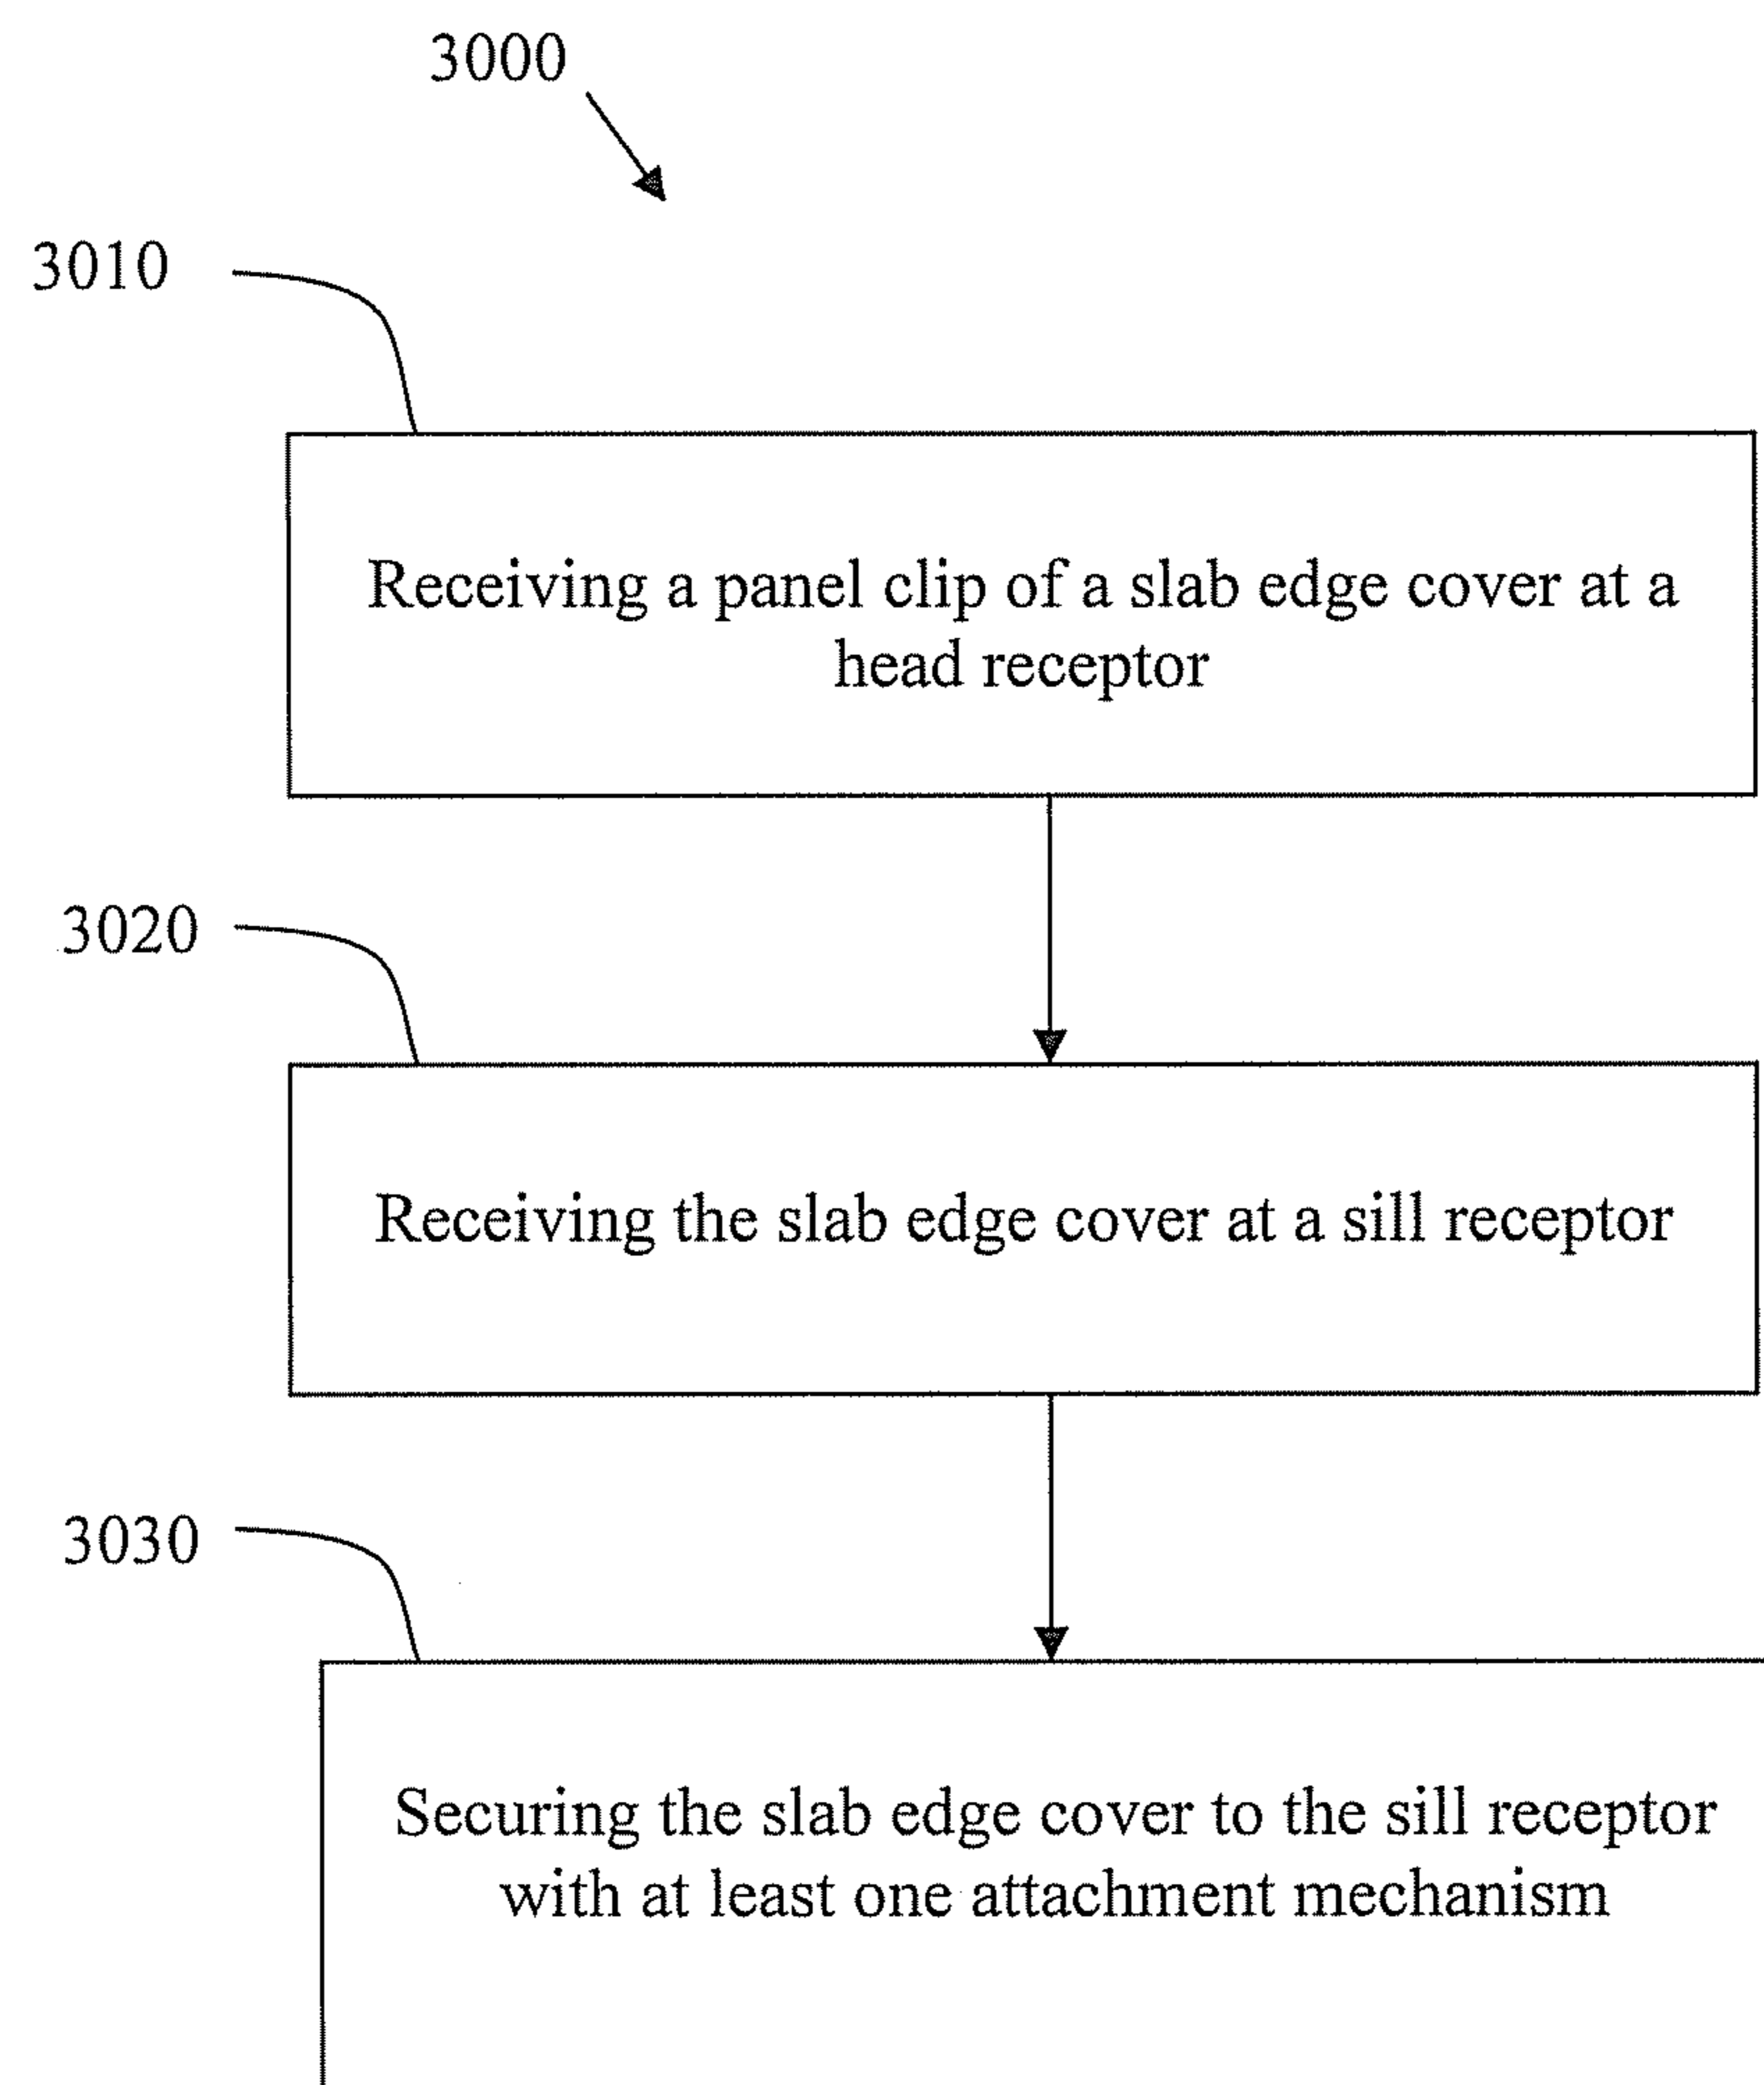 3000
3010
Receiving a panel clip of a slab edge cover at a
head receptor
3020
Receiving the slab edge cover at a sill receptor
3030
Securing the slab edge cover to the sill receptor
with at least one attachment mechanism